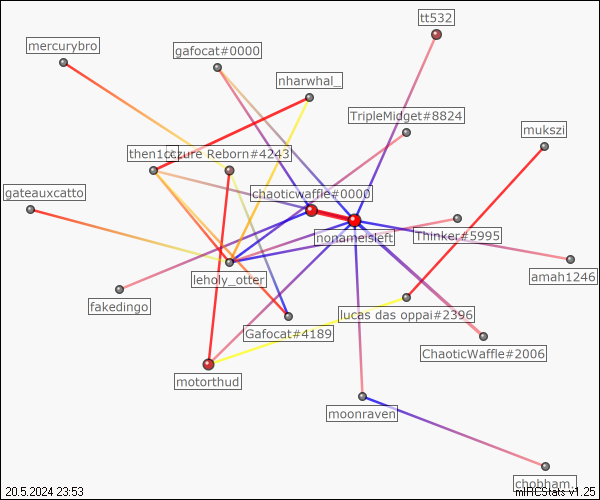 tt532
mercurybro
gafocat#0000
nharwhal_
TripleMidget#8824
mukszi
then1c
zure Reborn#4243
gateauxcatto
chaoticwaffle#0000
Thinker#5995
nonameisleft
amah1246
leholy_otter
fakedingo
lucas das oppai#2396
Gafocat#4189
ChaoticWaffle#2006
motorthud
moonraven
chobham.
20.5.2024 23:53
mIRCStats v1.25